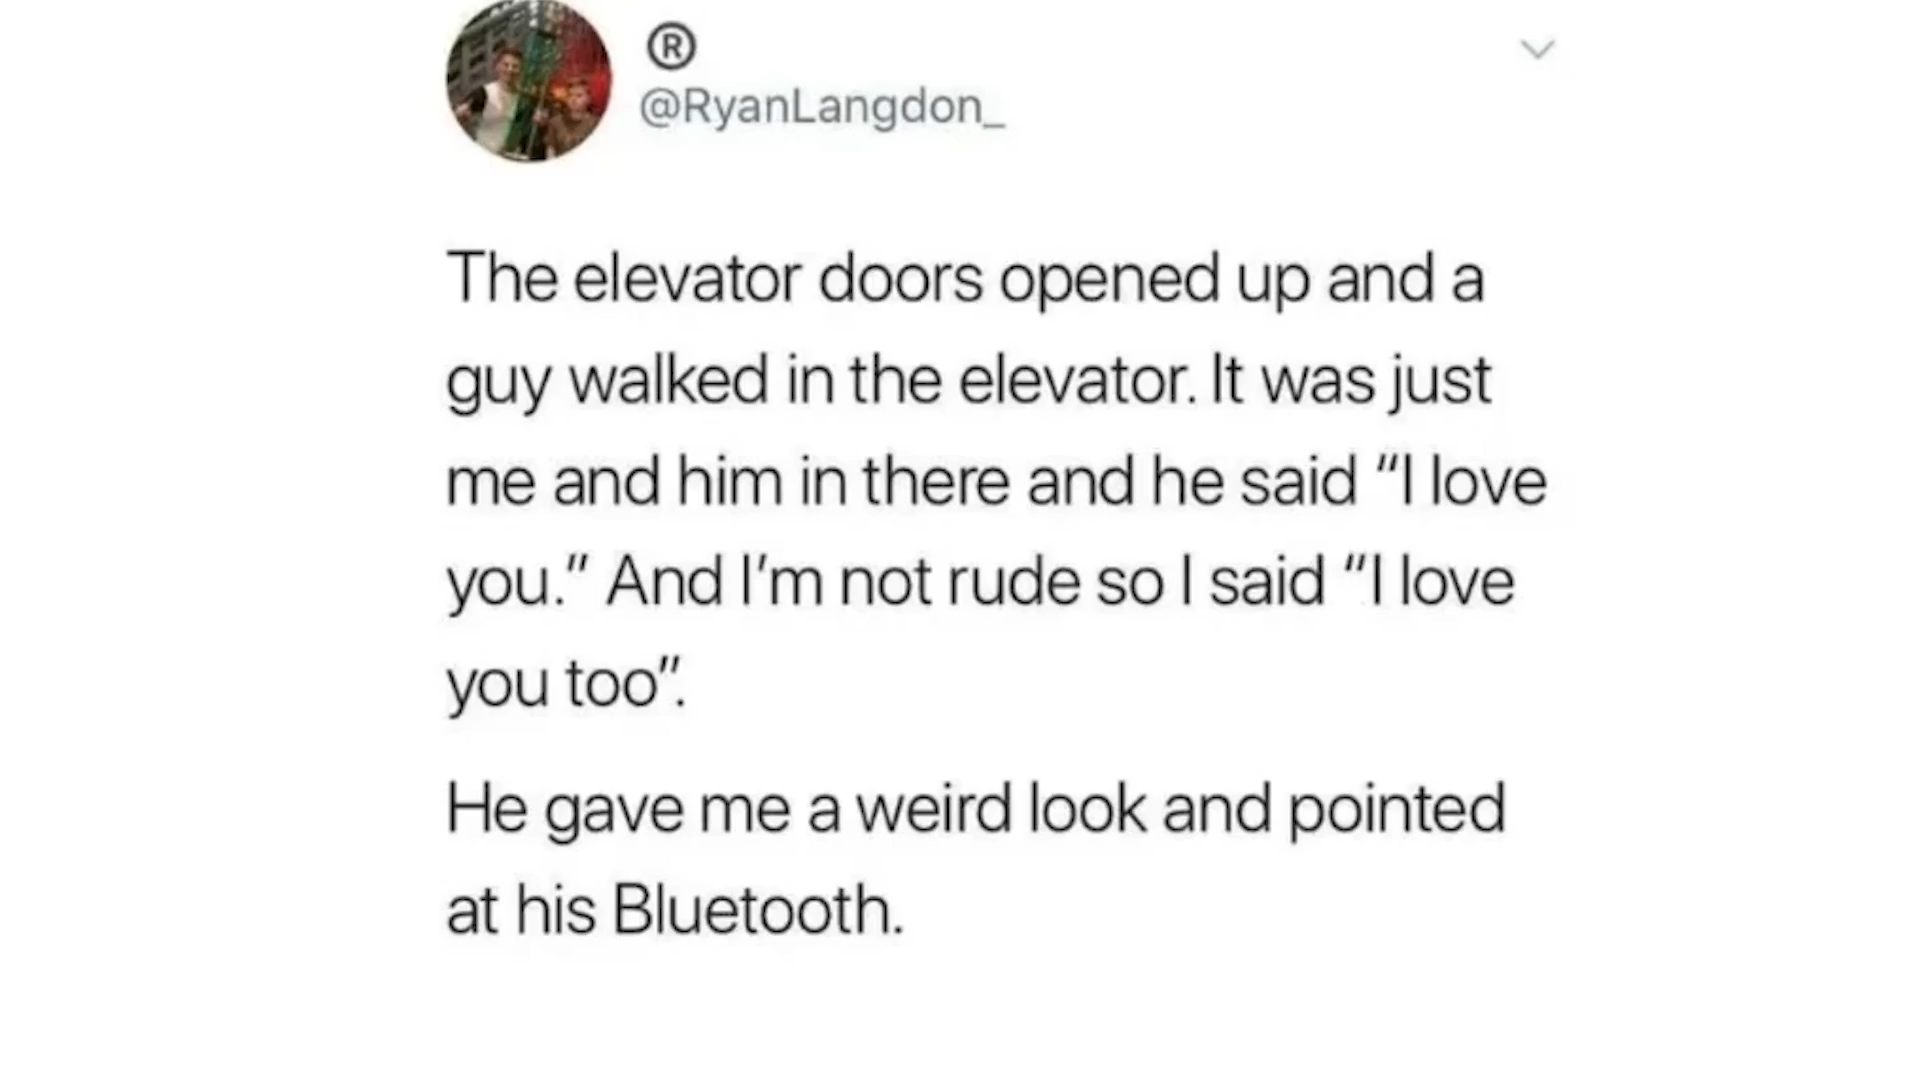 ®
@RyanLangdon_
The elevator doors opened up and a
guy walked in the elevator. It was just
me and him in there and he said “I love
you.” And I'm not rude so I said “I love
you too”.
He gave me a weird look and pointed
at his Bluetooth.